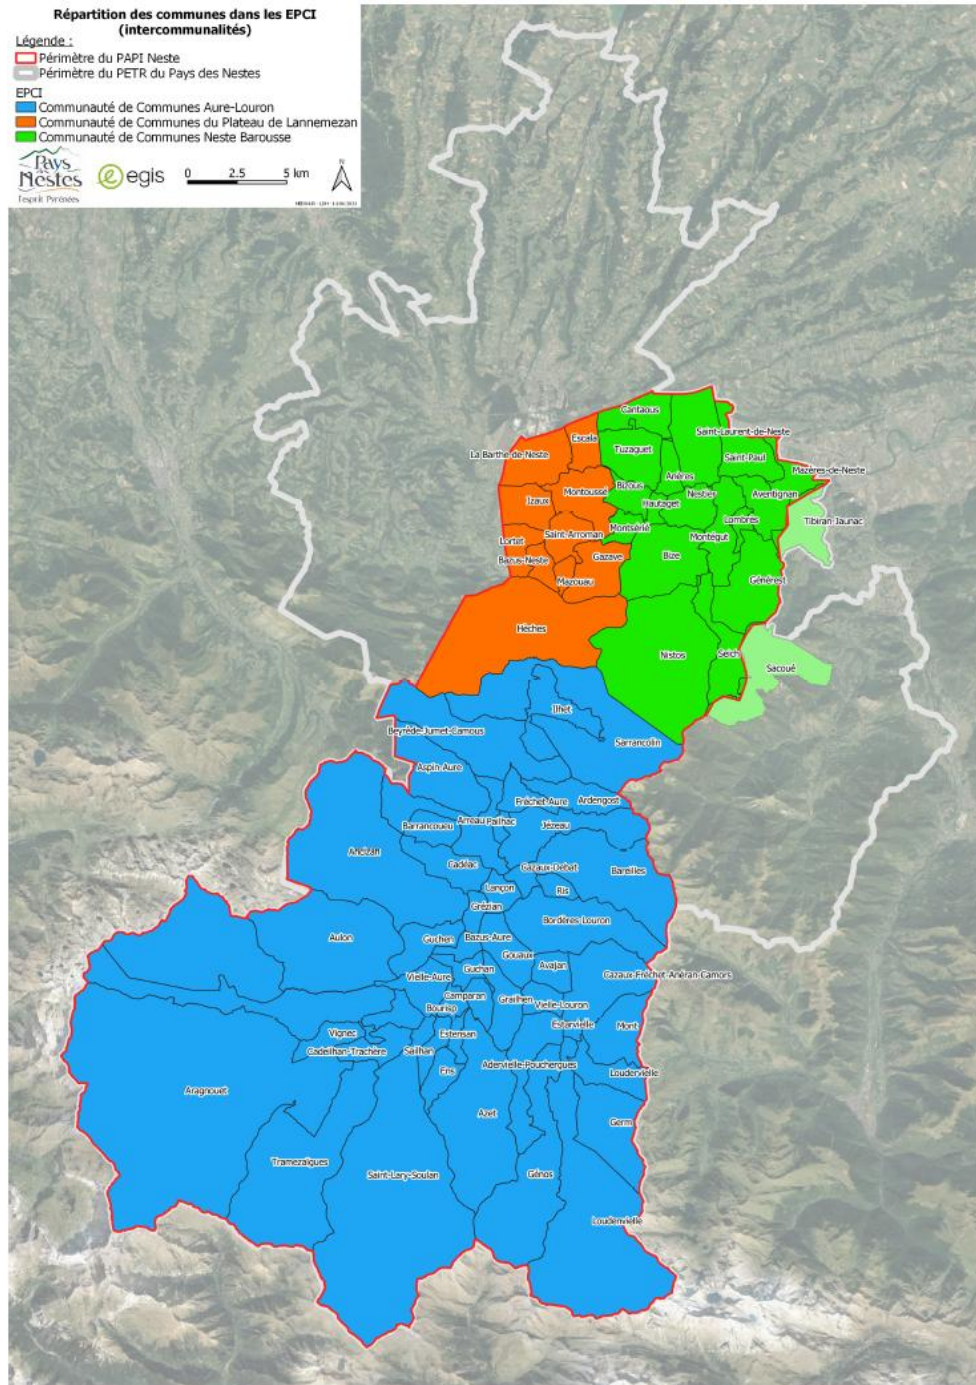 Répartition des communes dans les EPCI
(intercommunalités)
Légende :
Périmètre du PAPI Neste
Périmètre du PETR du Pays des Nestes
EPCI
Communauté de Communes Aure-Louron
Communauté de Communes du Plateau de Lannemezan
Communauté de Communes Neste Barousse
Pays
des
Nestes
l'esprit Pyrénées
egis
0 2.5 5 km
N
Cantaous
Saint-Laurent-de-Neste
Escala
La Barthe-de-Neste
Tuzaguet
Saint-Paul
Mazères-de-Neste
Anères
Bizous
Montoussé
Nestier
Aventignan
Izaux
Hautaget
Lombrès
Tibiran-Jaunac
Montsérié
Saint-Arroman
Montégut
Lortet
Gazave
Bize
Bazus-Neste
Mazouau
Générest
Hèches
Nistos
Seich
Sacoué
Ilhet
Beyrède-Jumet-Camous
Sarrancolin
Aspin-Aure
Fréchet-Aure
Ardengost
Arreau
Pailhac
Barrancoueu
Jézeau
Ancizan
Cadéac
Cazaux-Debat
Bareilles
Lançon
Ris
Grézian
Bordères-Louron
Aulon
Guchen
Bazus-Aure
Gouaux
Avajan
Guchan
Cazaux-Fréchet-Anéran-Camors
Vielle-Aure
Camparan
Grailhen
Vielle-Louron
Bourisp
Estarvielle
Mont
Vignec
Estensan
Cadeilhan-Trachère
Sailhan
Adervielle-Pouchergues
Ens
Loudervielle
Aragnouet
Azet
Germ
Tramezaïgues
Saint-Lary-Soulan
Génos
Loudenvielle